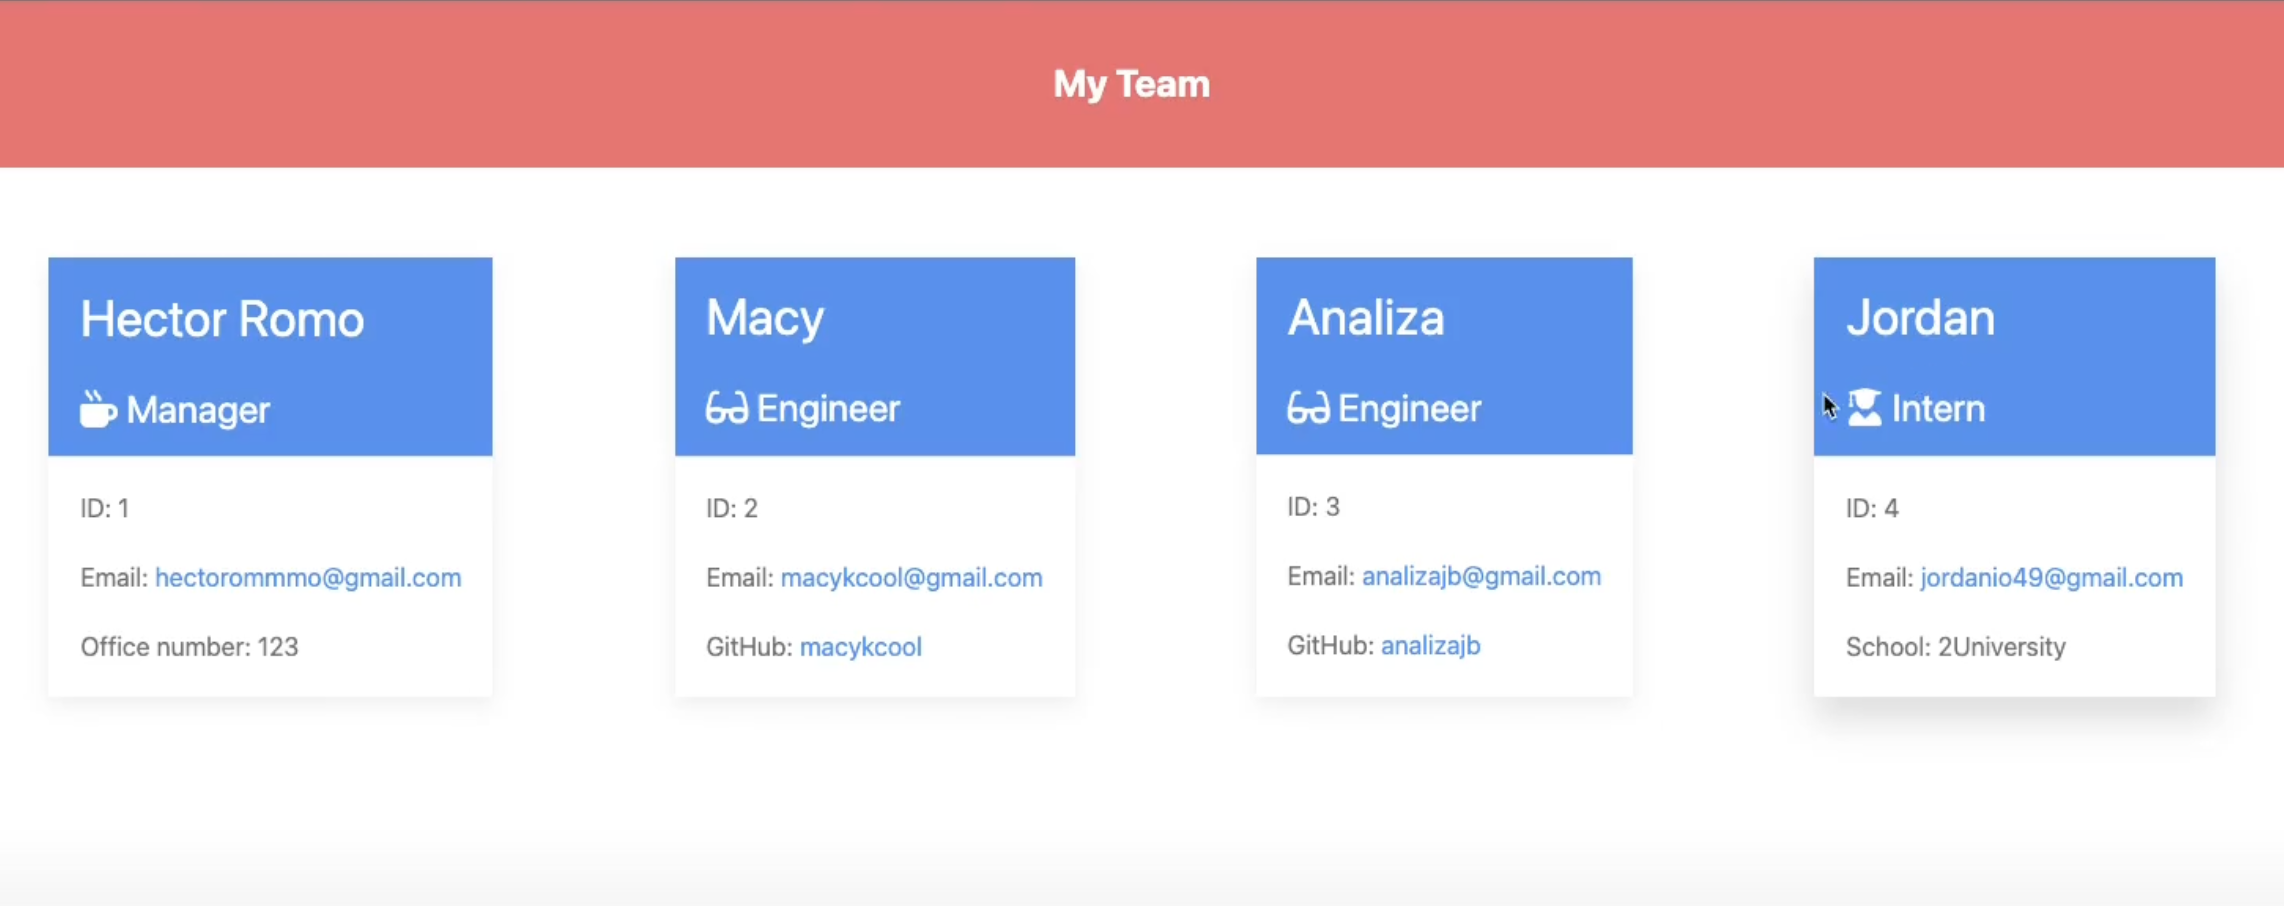 My Team
Hector Romo
Manager
ID: 1
Email: hectorommmo@gmail.com
Office number: 123
Macy
Engineer
ID: 2
Email: macykcool@gmail.com
GitHub: macykcool
Analiza
Engineer
ID: 3
Email: analizajb@gmail.com
GitHub: analizajb
Jordan
Intern
ID: 4
Email: jordanio49@gmail.com
School: 2University